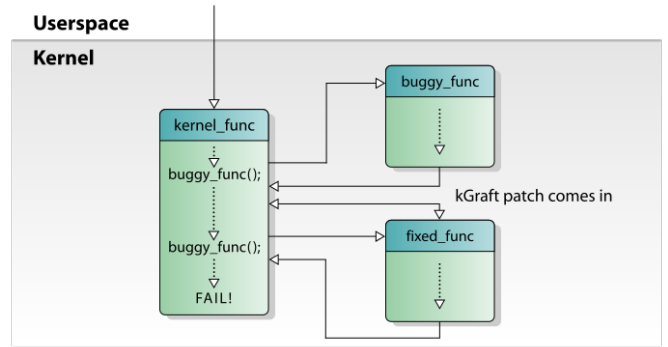 Userspace
Kernel
kernel_func
buggy_func();
buggy_func();
FAIL!
buggy_func
kGraft patch comes in
fixed_func